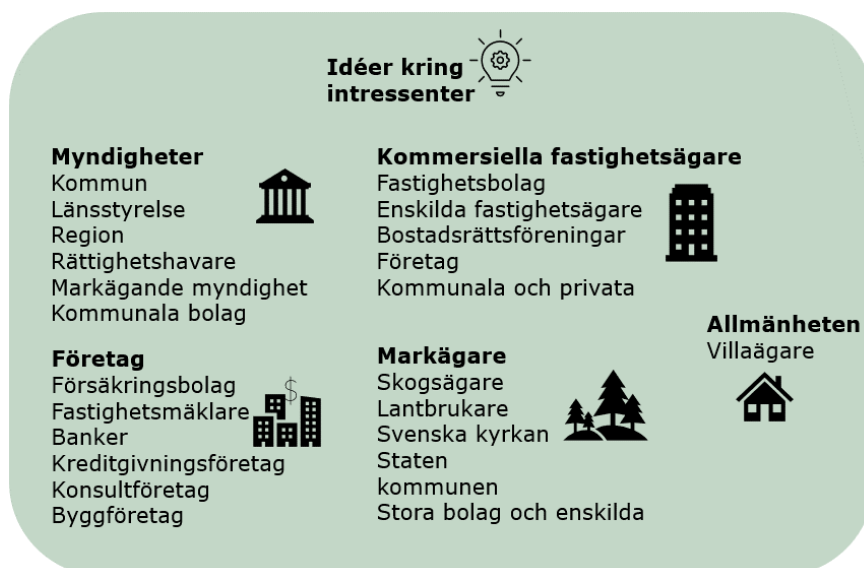 Idéer kring
intressenter
Myndigheter
Kommun
Länsstyrelse
Region
Rättighetshavare
Markägande myndighet
Kommunala bolag
Kommersiella fastighetsägare
Fastighetsbolag
Enskilda fastighetsägare
Bostadsrättsföreningar
Företag
Kommunala och privata
Allmänheten
Villaägare
Företag
Försäkringsbolag
Fastighetsmäklare
Banker
Kreditgivningsföretag
Konsultföretag
Byggföretag
$
Markägare
Skogsägare
Lantbrukare
Svenska kyrkan
Staten
kommunen
Stora bolag och enskilda